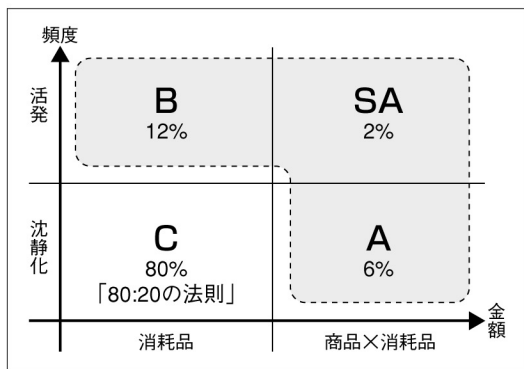 頻度
活発
B
12%
SA
2%
沈静化
C
80%
「80:20の法則」
A
6%
金額
消耗品
商品×消耗品